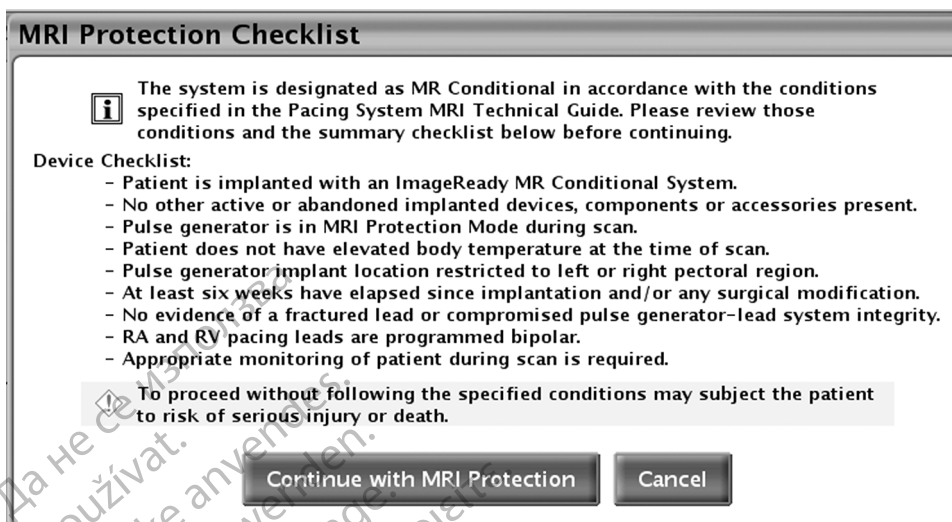 MRI Protection Checklist
The system is designated as MR Conditional in accordance with the conditions
specified in the Pacing System MRI Technical Guide. Please review those
conditions and the summary checklist below before continuing.
Device Checklist:
– Patient is implanted with an ImageReady MR Conditional System.
– No other active or abandoned implanted devices, components or accessories present.
– Pulse generator is in MRI Protection Mode during scan.
– Patient does not have elevated body temperature at the time of scan.
– Pulse generator implant location restricted to left or right pectoral region.
– At least six weeks have elapsed since implantation and/or any surgical modification.
– No evidence of a fractured lead or compromised pulse generator–lead system integrity.
– RA and RV pacing leads are programmed bipolar.
– Appropriate monitoring of patient during scan is required.
To proceed without following the specified conditions may subject the patient
to risk of serious injury or death.
Continue with MRI Protection
Cancel
Да не се използва
anvendes.